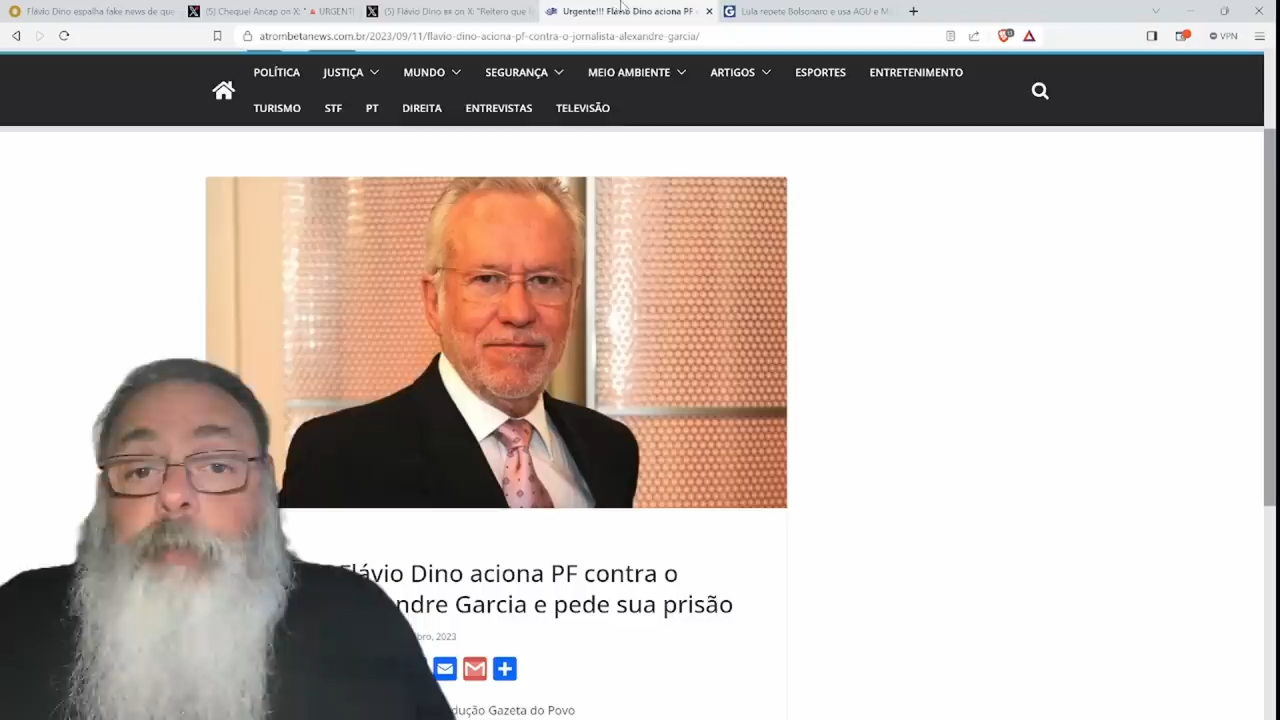 Flávio Dino espalha fake news de que
(5) Chequei Ancap on X: "🔺URGENT!
(5) Flávio Dino on X: "Reitero que
Urgente!!! Flávio Dino aciona PF
Lula repete Bolsonaro e usa AGU e M
atrombetanews.com.br/2023/09/11/flavio-dino-aciona-pf-contra-o-jornalista-alexandre-garcia/
VPN
POLÍTICA JUSTIÇA MUNDO SEGURANÇA MEIO AMBIENTE ARTIGOS ESPORTES ENTRETENIMENTO
TURISMO STF PT DIREITA ENTREVISTAS TELEVISÃO
Flávio Dino aciona PF contra o
ndre Garcia e pede sua prisão
bro, 2023
dução Gazeta do Povo